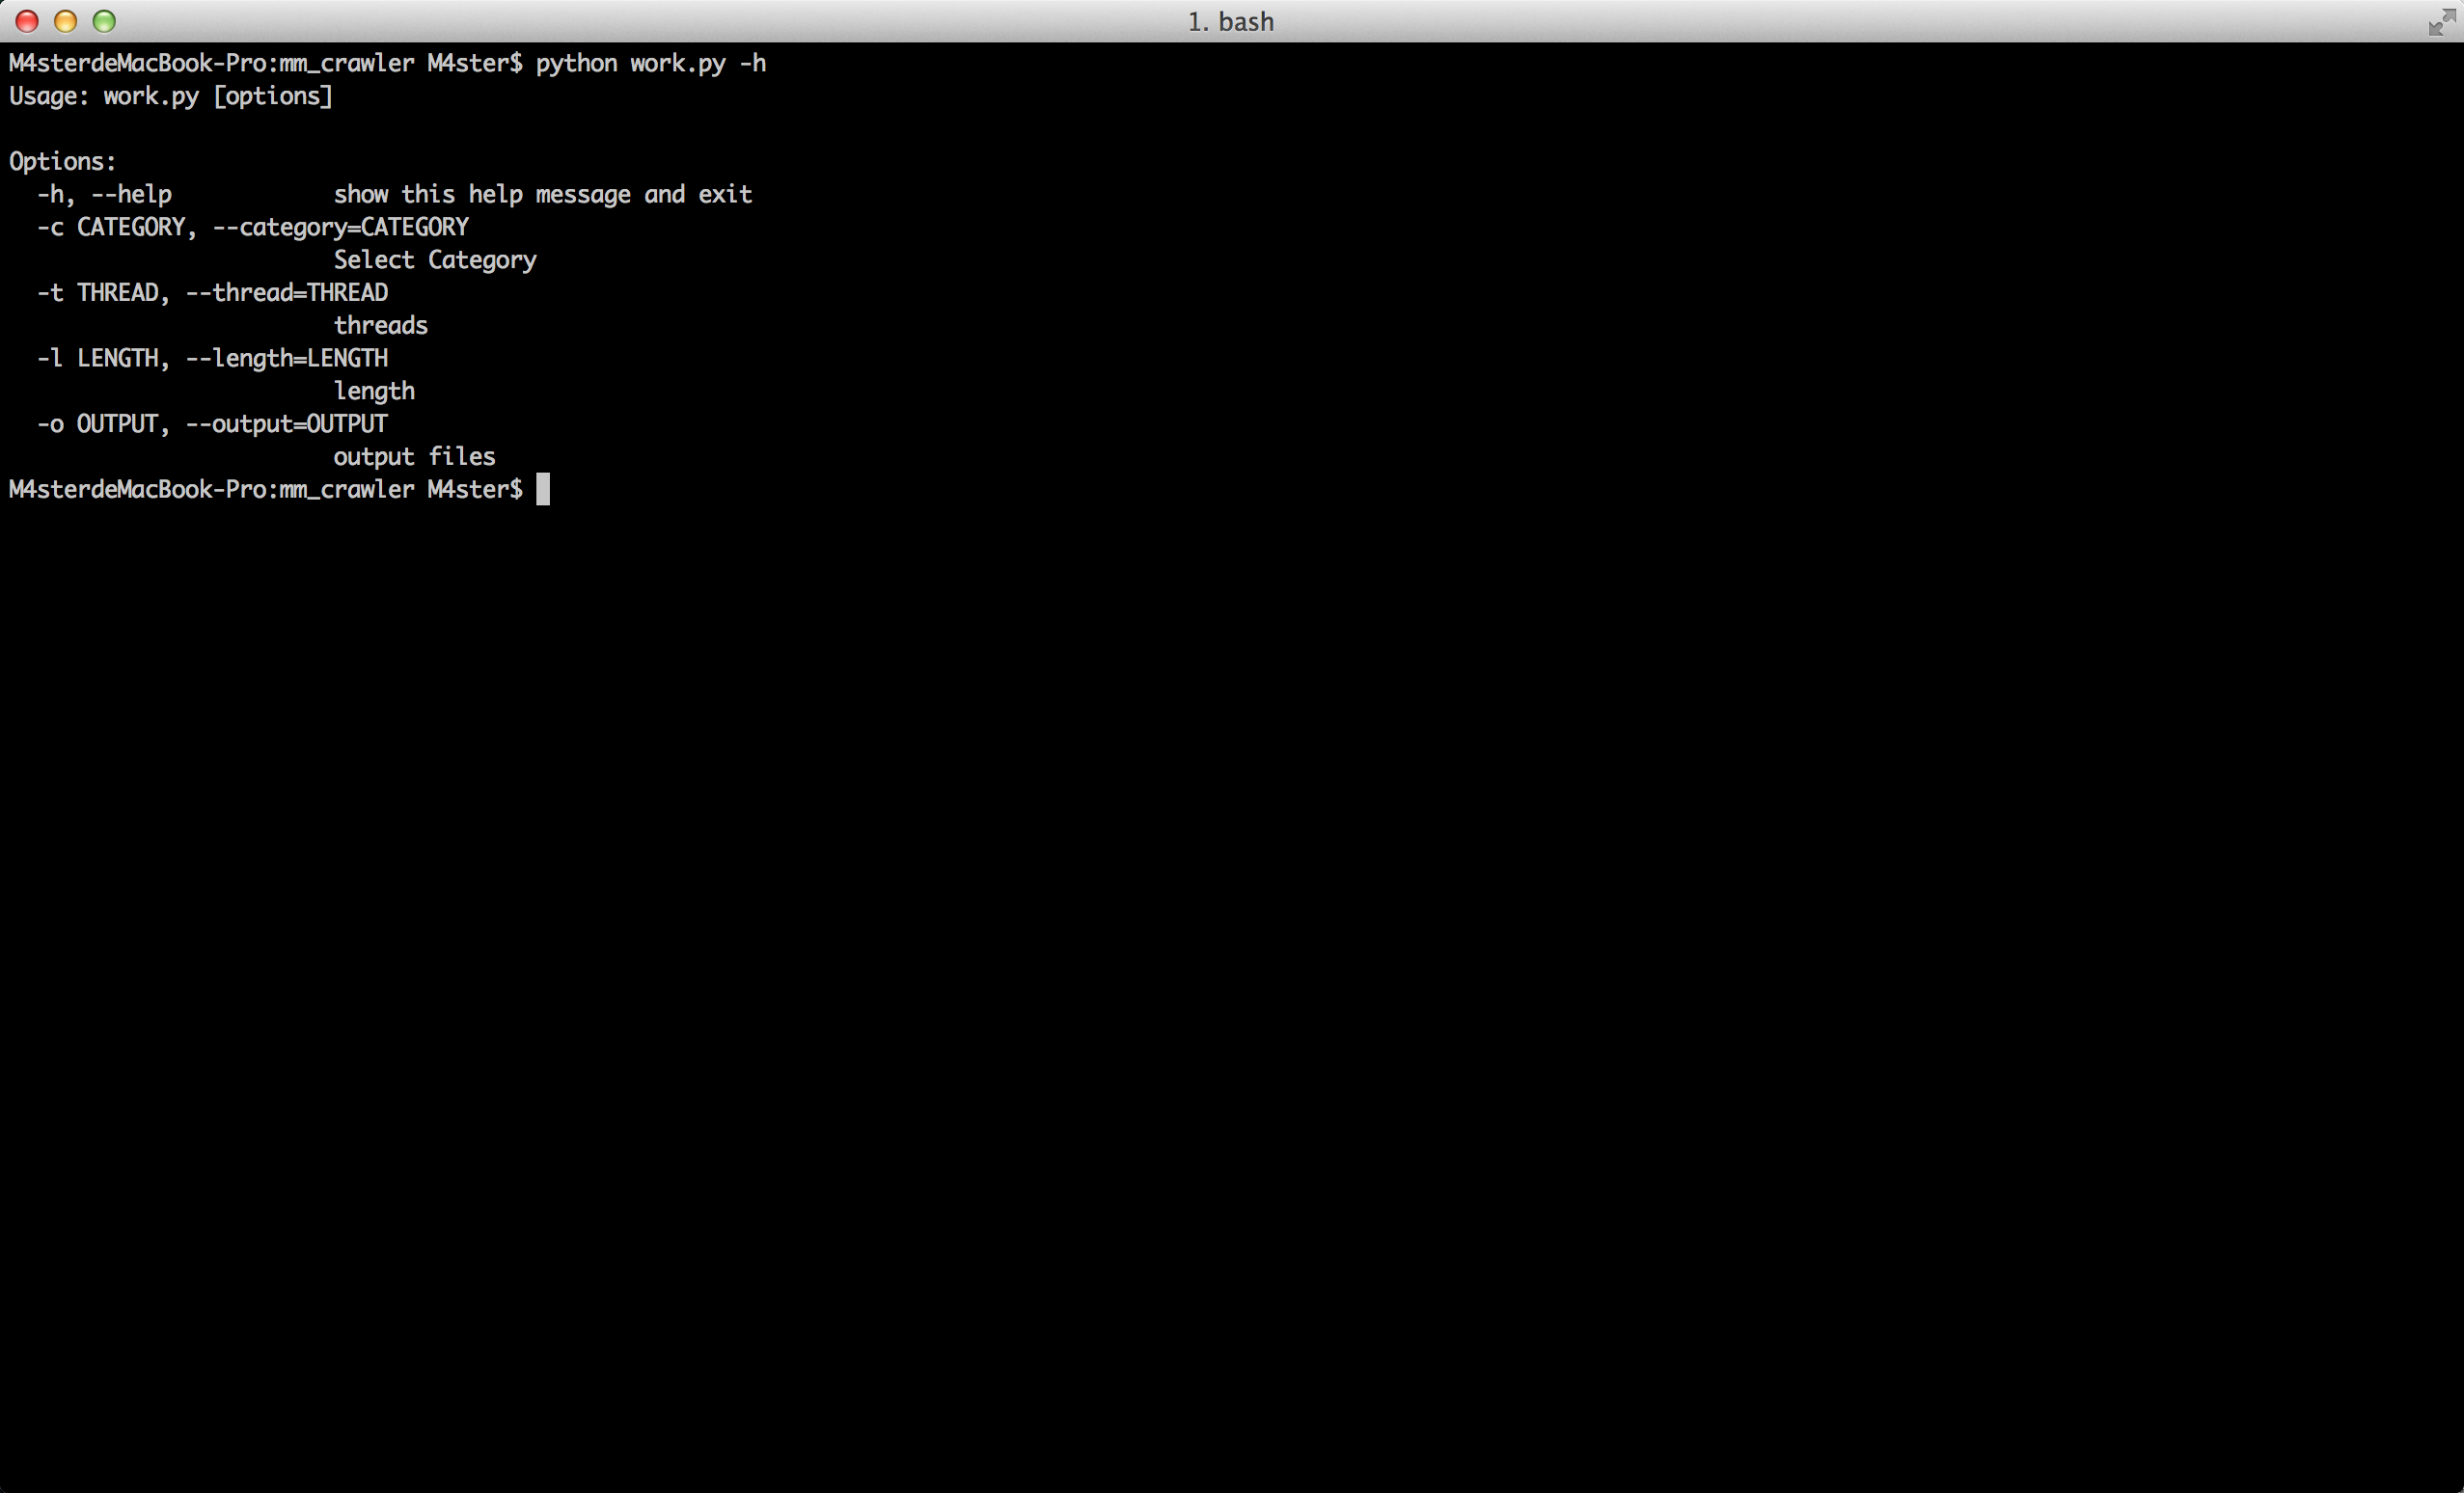 1. bash
M4sterdeMacBook-Pro:mm_crawler M4ster$ python work.py -h
Usage: work.py [options]

Options:
  -h, --help            show this help message and exit
  -c CATEGORY, --category=CATEGORY
                        Select Category
  -t THREAD, --thread=THREAD
                        threads
  -l LENGTH, --length=LENGTH
                        length
  -o OUTPUT, --output=OUTPUT
                        output files
M4sterdeMacBook-Pro:mm_crawler M4ster$